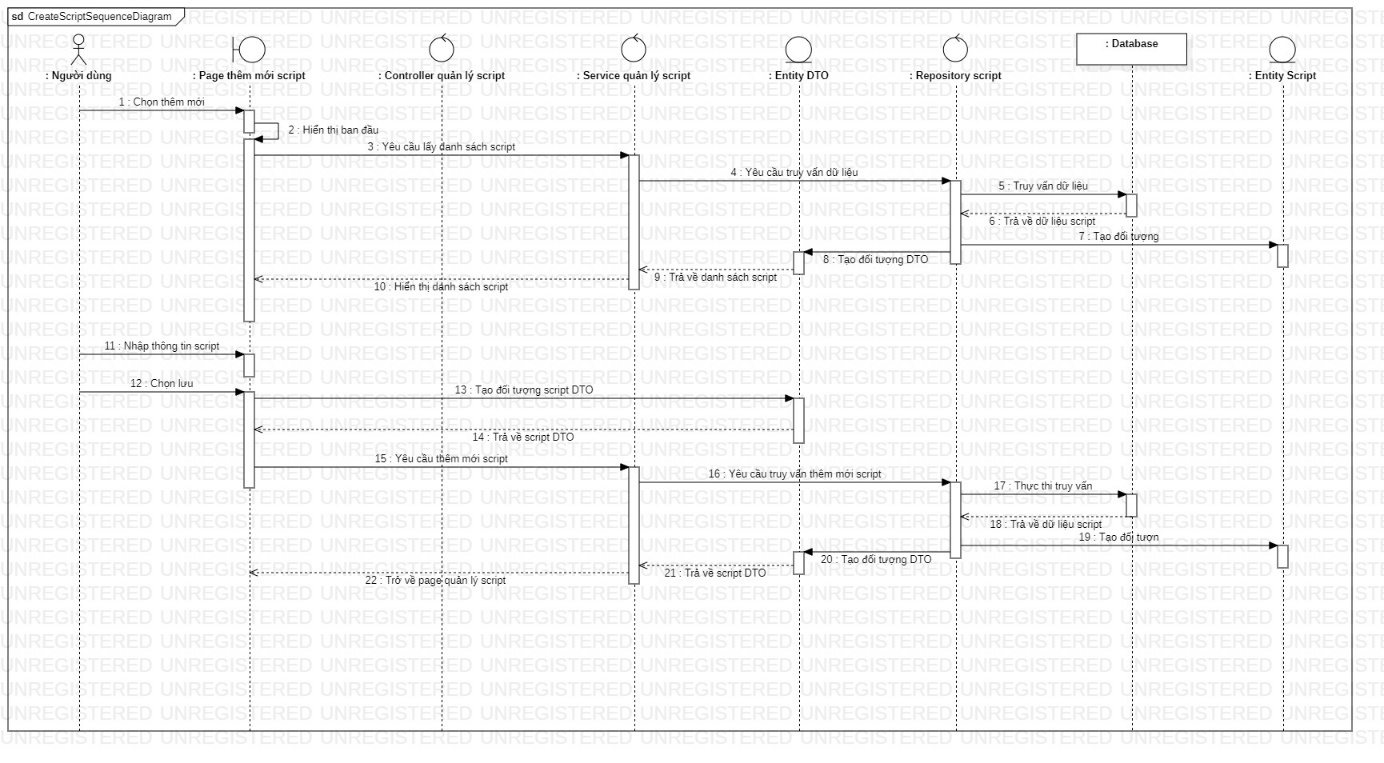 sd CreateScriptSequenceDiagram
: Người dùng
: Page thêm mới script
: Controller quản lý script
: Service quản lý script
: Entity DTO
: Repository script
: Database
: Entity Script
1 : Chọn thêm mới
2 : Hiển thị ban đầu
3 : Yêu cầu lấy danh sách script
4 : Yêu cầu truy vấn dữ liệu
5 : Truy vấn dữ liệu
6 : Trả về dữ liệu script
7 : Tạo đối tượng
8 : Tạo đối tượng DTO
9 : Trả về danh sách script
10 : Hiển thị danh sách script
11 : Nhập thông tin script
12 : Chọn lưu
13 : Tạo đối tượng script DTO
14 : Trả về script DTO
15 : Yêu cầu thêm mới script
16 : Yêu cầu truy vấn thêm mới script
17 : Thực thi truy vấn
18 : Trả về dữ liệu script
19 : Tạo đối tượn
20 : Tạo đối tượng DTO
21 : Trả về script DTO
22 : Trở về page quản lý script
UNREGISTERED